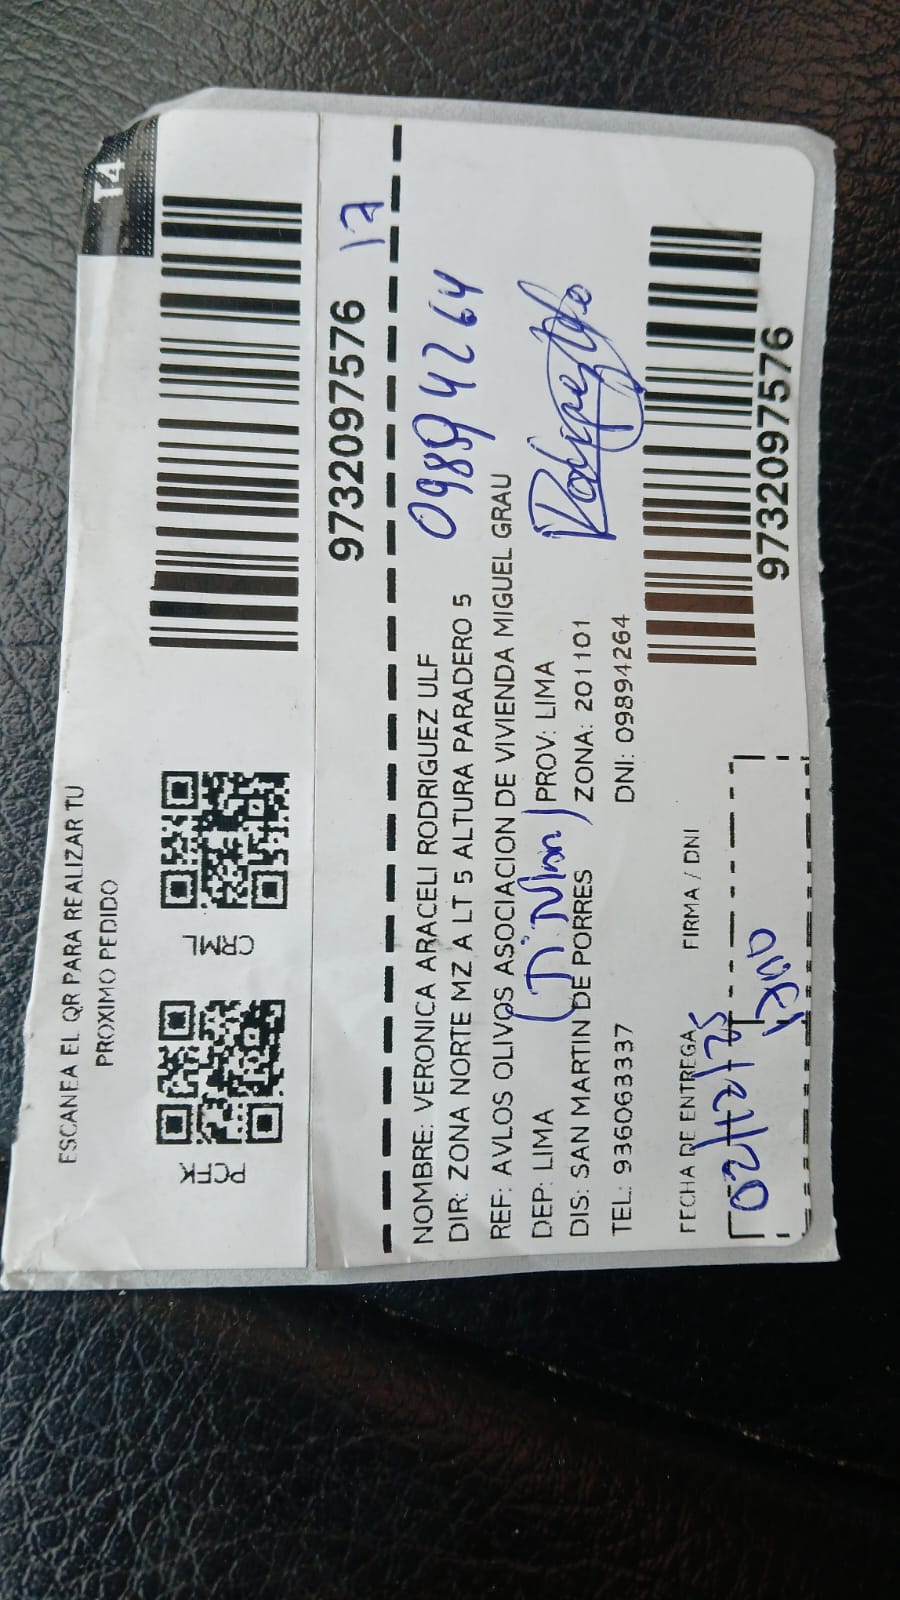 T4
ESCANEA EL QR PARA REALIZAR TU
PROXIMO PEDIDO
PCFK
CRML
9732097576
17
NOMBRE: VERONICA ARACELI RODRIGUEZ ULF
09894264
DIR: ZONA NORTE MZ A LT 5 ALTURA PARADERO 5
REF: AVLOS OLIVOS ASOCIACION DE VIVIENDA MIGUEL GRAU
DEP: LIMA PROV: LIMA
DIS: SAN MARTIN DE PORRES ZONA: 201101
TEL: 936063337 DNI: 09894264
9732097576
FECHA DE ENTREGA FIRMA / DNI
02/12/25